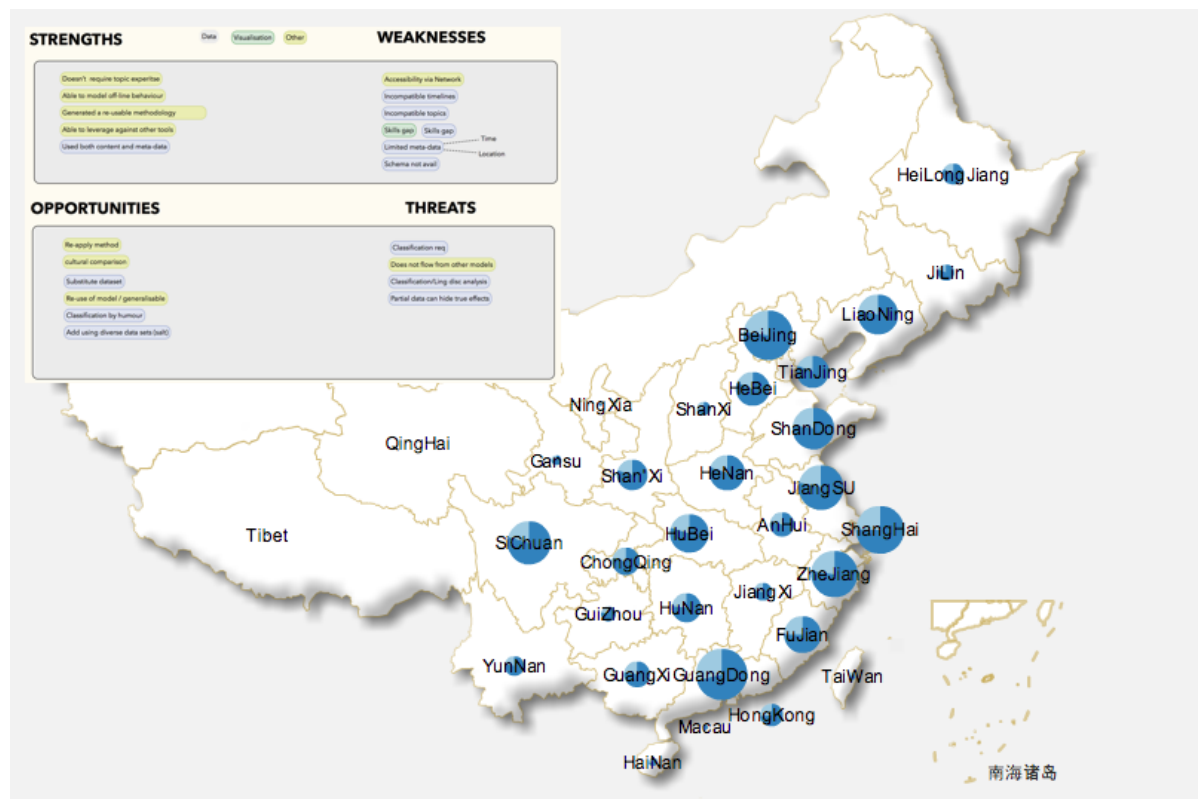 STRENGTHS
Data
Visualisation
Other
WEAKNESSES
Doesn't require topic expertise
Able to model off-line behaviour
Generated a re-usable methodology
Able to leverage against other tools
Used both content and meta-data
Accessibility via Network
Incompatible timelines
Incompatible topics
Skills gap
Skills gap
Limited meta-data
Time
Location
Schema not avail
OPPORTUNITIES
THREATS
Re-apply method
cultural comparison
Substitute dataset
Re-use of model / generalisable
Classification by humour
Add using diverse data sets (salt)
Classification req
Does not flow from other models
Classification/Ling disc analysis
Partial data can hide true effects
HeiLongJiang
JiLin
LiaoNing
BeiJing
TianJing
HeBei
NingXia
ShanXi
ShanDong
QingHai
Gansu
Shan'Xi
HeNan
JiangSU
Tibet
SiChuan
HuBei
AnHui
ShangHai
ChongQing
ZheJiang
JiangXi
GuiZhou
HuNan
FuJian
YunNan
GuangXi
GuangDong
TaiWan
HongKong
Macau
HaiNan
南海诸岛